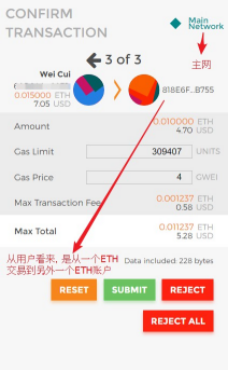 CONFIRM
TRANSACTION
Main
Network
主网
3 of 3
Wei Cui
0.015000 ETH
7.05 USD
818E6F...B755
Amount
0.010000 ETH
4.70 USD
Gas Limit
309407 UNITS
Gas Price
4 GWEI
Max Transaction Fee
0.001237 ETH
0.58 USD
Max Total
0.011237 ETH
5.28 USD
从用户看来, 是从一个ETH
交易到另外一个ETH账户
Data included: 228 bytes
RESET
SUBMIT
REJECT
REJECT ALL